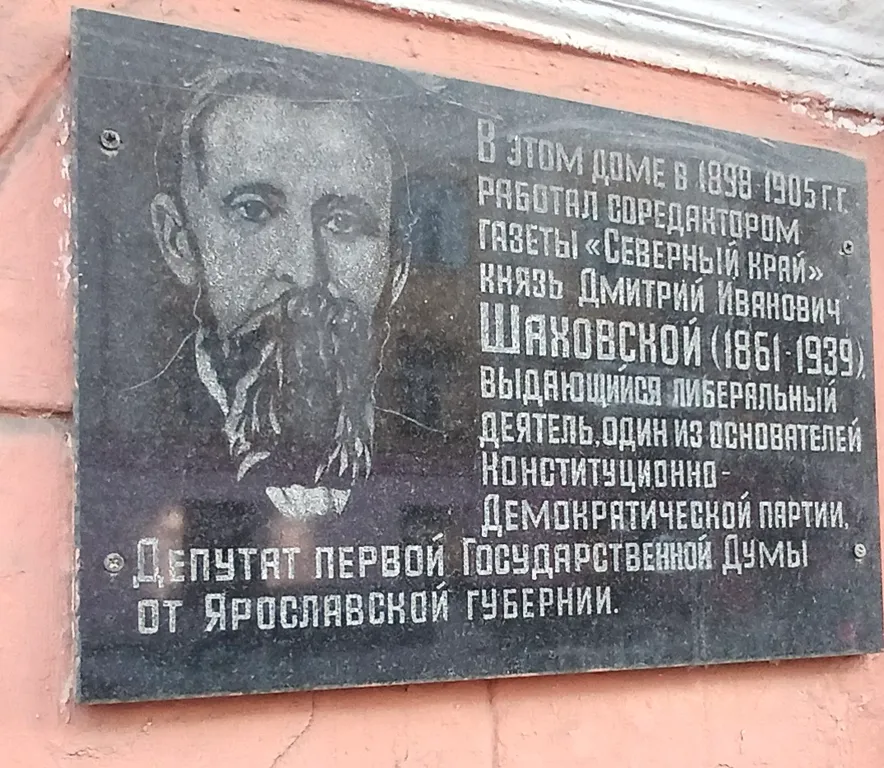 В этом доме в 1898-1905 г.г.
работал соредактором
газеты «Северный край»
князь Дмитрий Иванович
Шаховской (1861-1939),
выдающийся либеральный
деятель, один из основателей
Конституционно-
Демократической партии,
Депутат первой Государственной Думы
от Ярославской губернии.